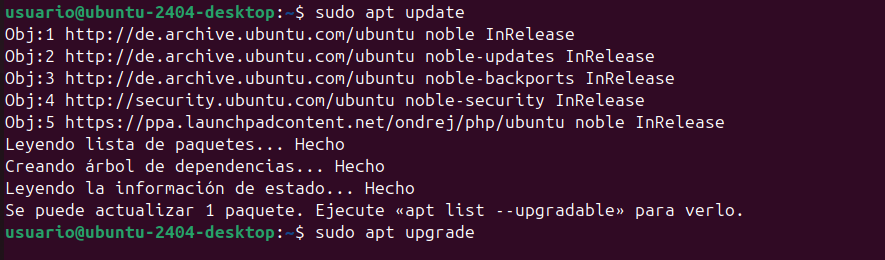 usuario@ubuntu-2404-desktop:~$ sudo apt update
Obj:1 http://de.archive.ubuntu.com/ubuntu noble InRelease
Obj:2 http://de.archive.ubuntu.com/ubuntu noble-updates InRelease
Obj:3 http://de.archive.ubuntu.com/ubuntu noble-backports InRelease
Obj:4 http://security.ubuntu.com/ubuntu noble-security InRelease
Obj:5 https://ppa.launchpadcontent.net/ondrej/php/ubuntu noble InRelease
Leyendo lista de paquetes... Hecho
Creando árbol de dependencias... Hecho
Leyendo la información de estado... Hecho
Se puede actualizar 1 paquete. Ejecute «apt list --upgradable» para verlo.
usuario@ubuntu-2404-desktop:~$ sudo apt upgrade